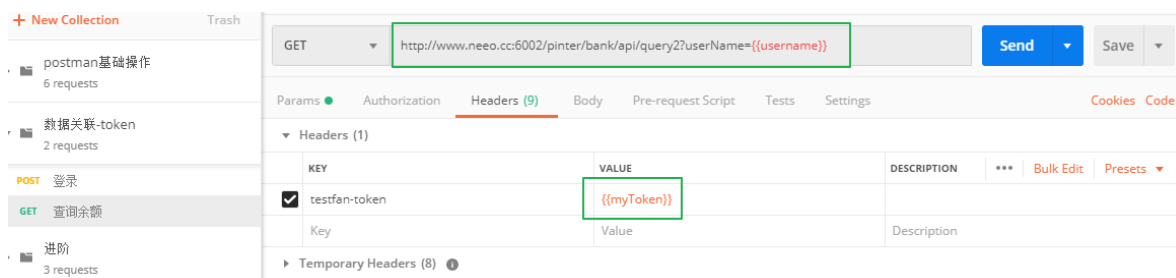 + New Collection
Trash
postman基础操作
6 requests
数据关联-token
2 requests
POST 登录
GET 查询余额
进阶
3 requests
GET http://www.neeo.cc:6002/pinter/bank/api/query2?userName={{username}} Send Save
Params Authorization Headers (9) Body Pre-request Script Tests Settings Cookies Code
Headers (1)
KEY VALUE DESCRIPTION ••• Bulk Edit Presets
testfan-token {{myToken}}
Key Value Description
Temporary Headers (8) i